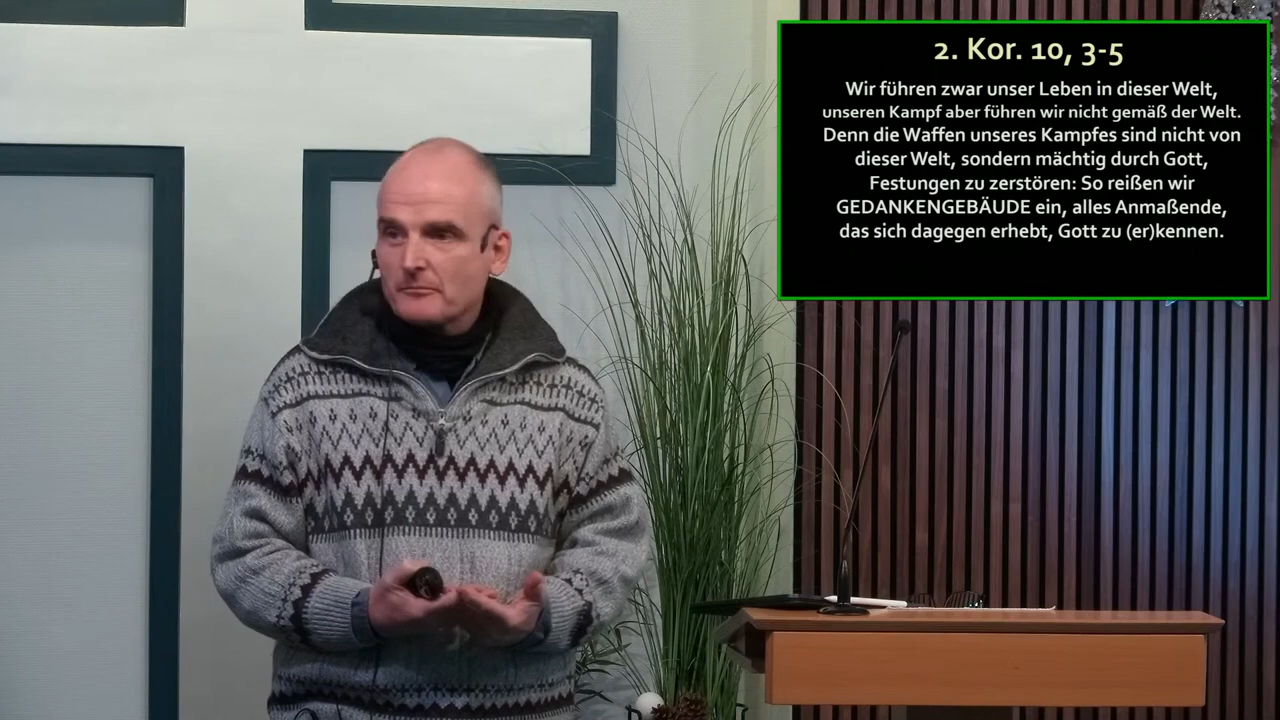 2. Kor. 10, 3-5
Wir führen zwar unser Leben in dieser Welt,
unseren Kampf aber führen wir nicht gemäß der Welt.
Denn die Waffen unseres Kampfes sind nicht von
dieser Welt, sondern mächtig durch Gott,
Festungen zu zerstören: So reißen wir
GEDANKENGEBÄUDE ein, alles Anmaßende,
das sich dagegen erhebt, Gott zu (er)kennen.